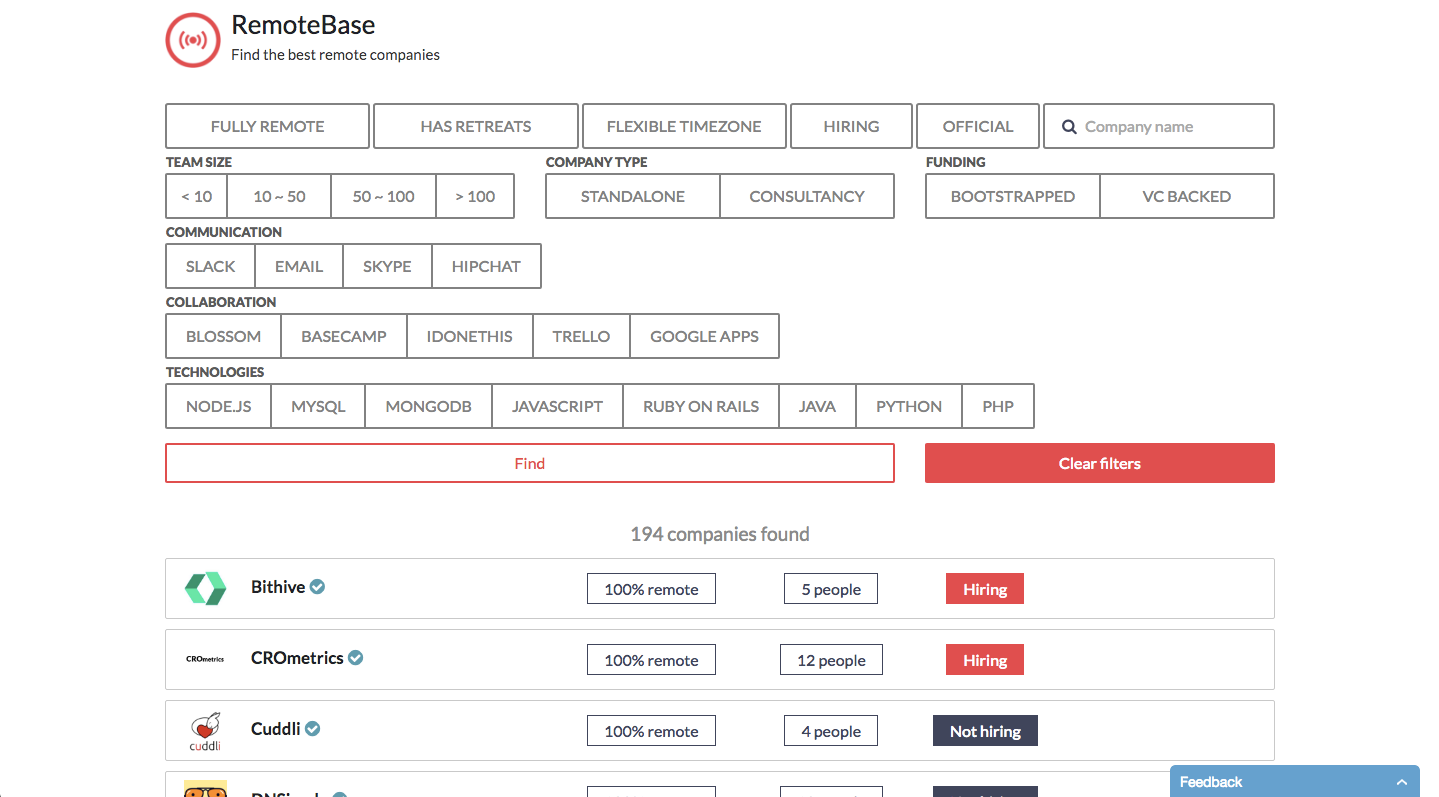 RemoteBase
Find the best remote companies
FULLY REMOTE HAS RETREATS FLEXIBLE TIMEZONE HIRING OFFICIAL Company name
TEAM SIZE COMPANY TYPE FUNDING
< 10 10 ~ 50 50 ~ 100 > 100 STANDALONE CONSULTANCY BOOTSTRAPPED VC BACKED
COMMUNICATION
SLACK EMAIL SKYPE HIPCHAT
COLLABORATION
BLOSSOM BASECAMP IDONETHIS TRELLO GOOGLE APPS
TECHNOLOGIES
NODE.JS MYSQL MONGODB JAVASCRIPT RUBY ON RAILS JAVA PYTHON PHP
Find Clear filters
194 companies found
Bithive 100% remote 5 people Hiring
CROmetrics CROmetrics 100% remote 12 people Hiring
cuddli Cuddli 100% remote 4 people Not hiring
Feedback